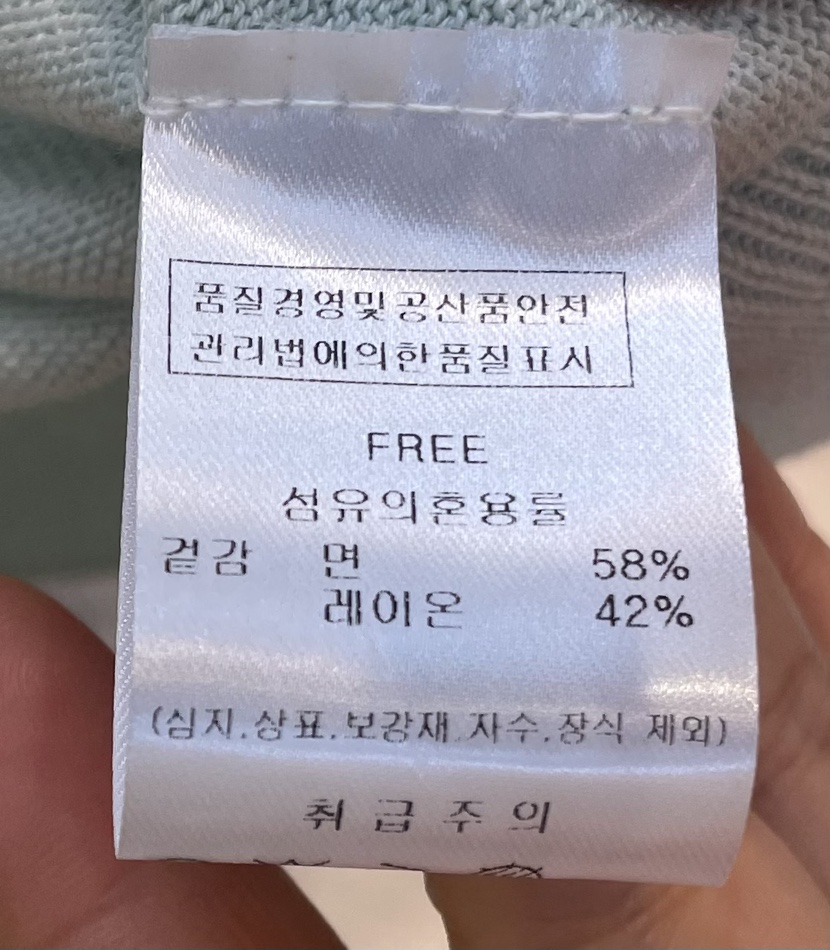 품질경영및공산품안전
관리법에의한품질표시
FREE
섬유의혼용률
겉감 면 58%
레이온 42%
(심지.상표.보강재.자수.장식 제외)
취급주의